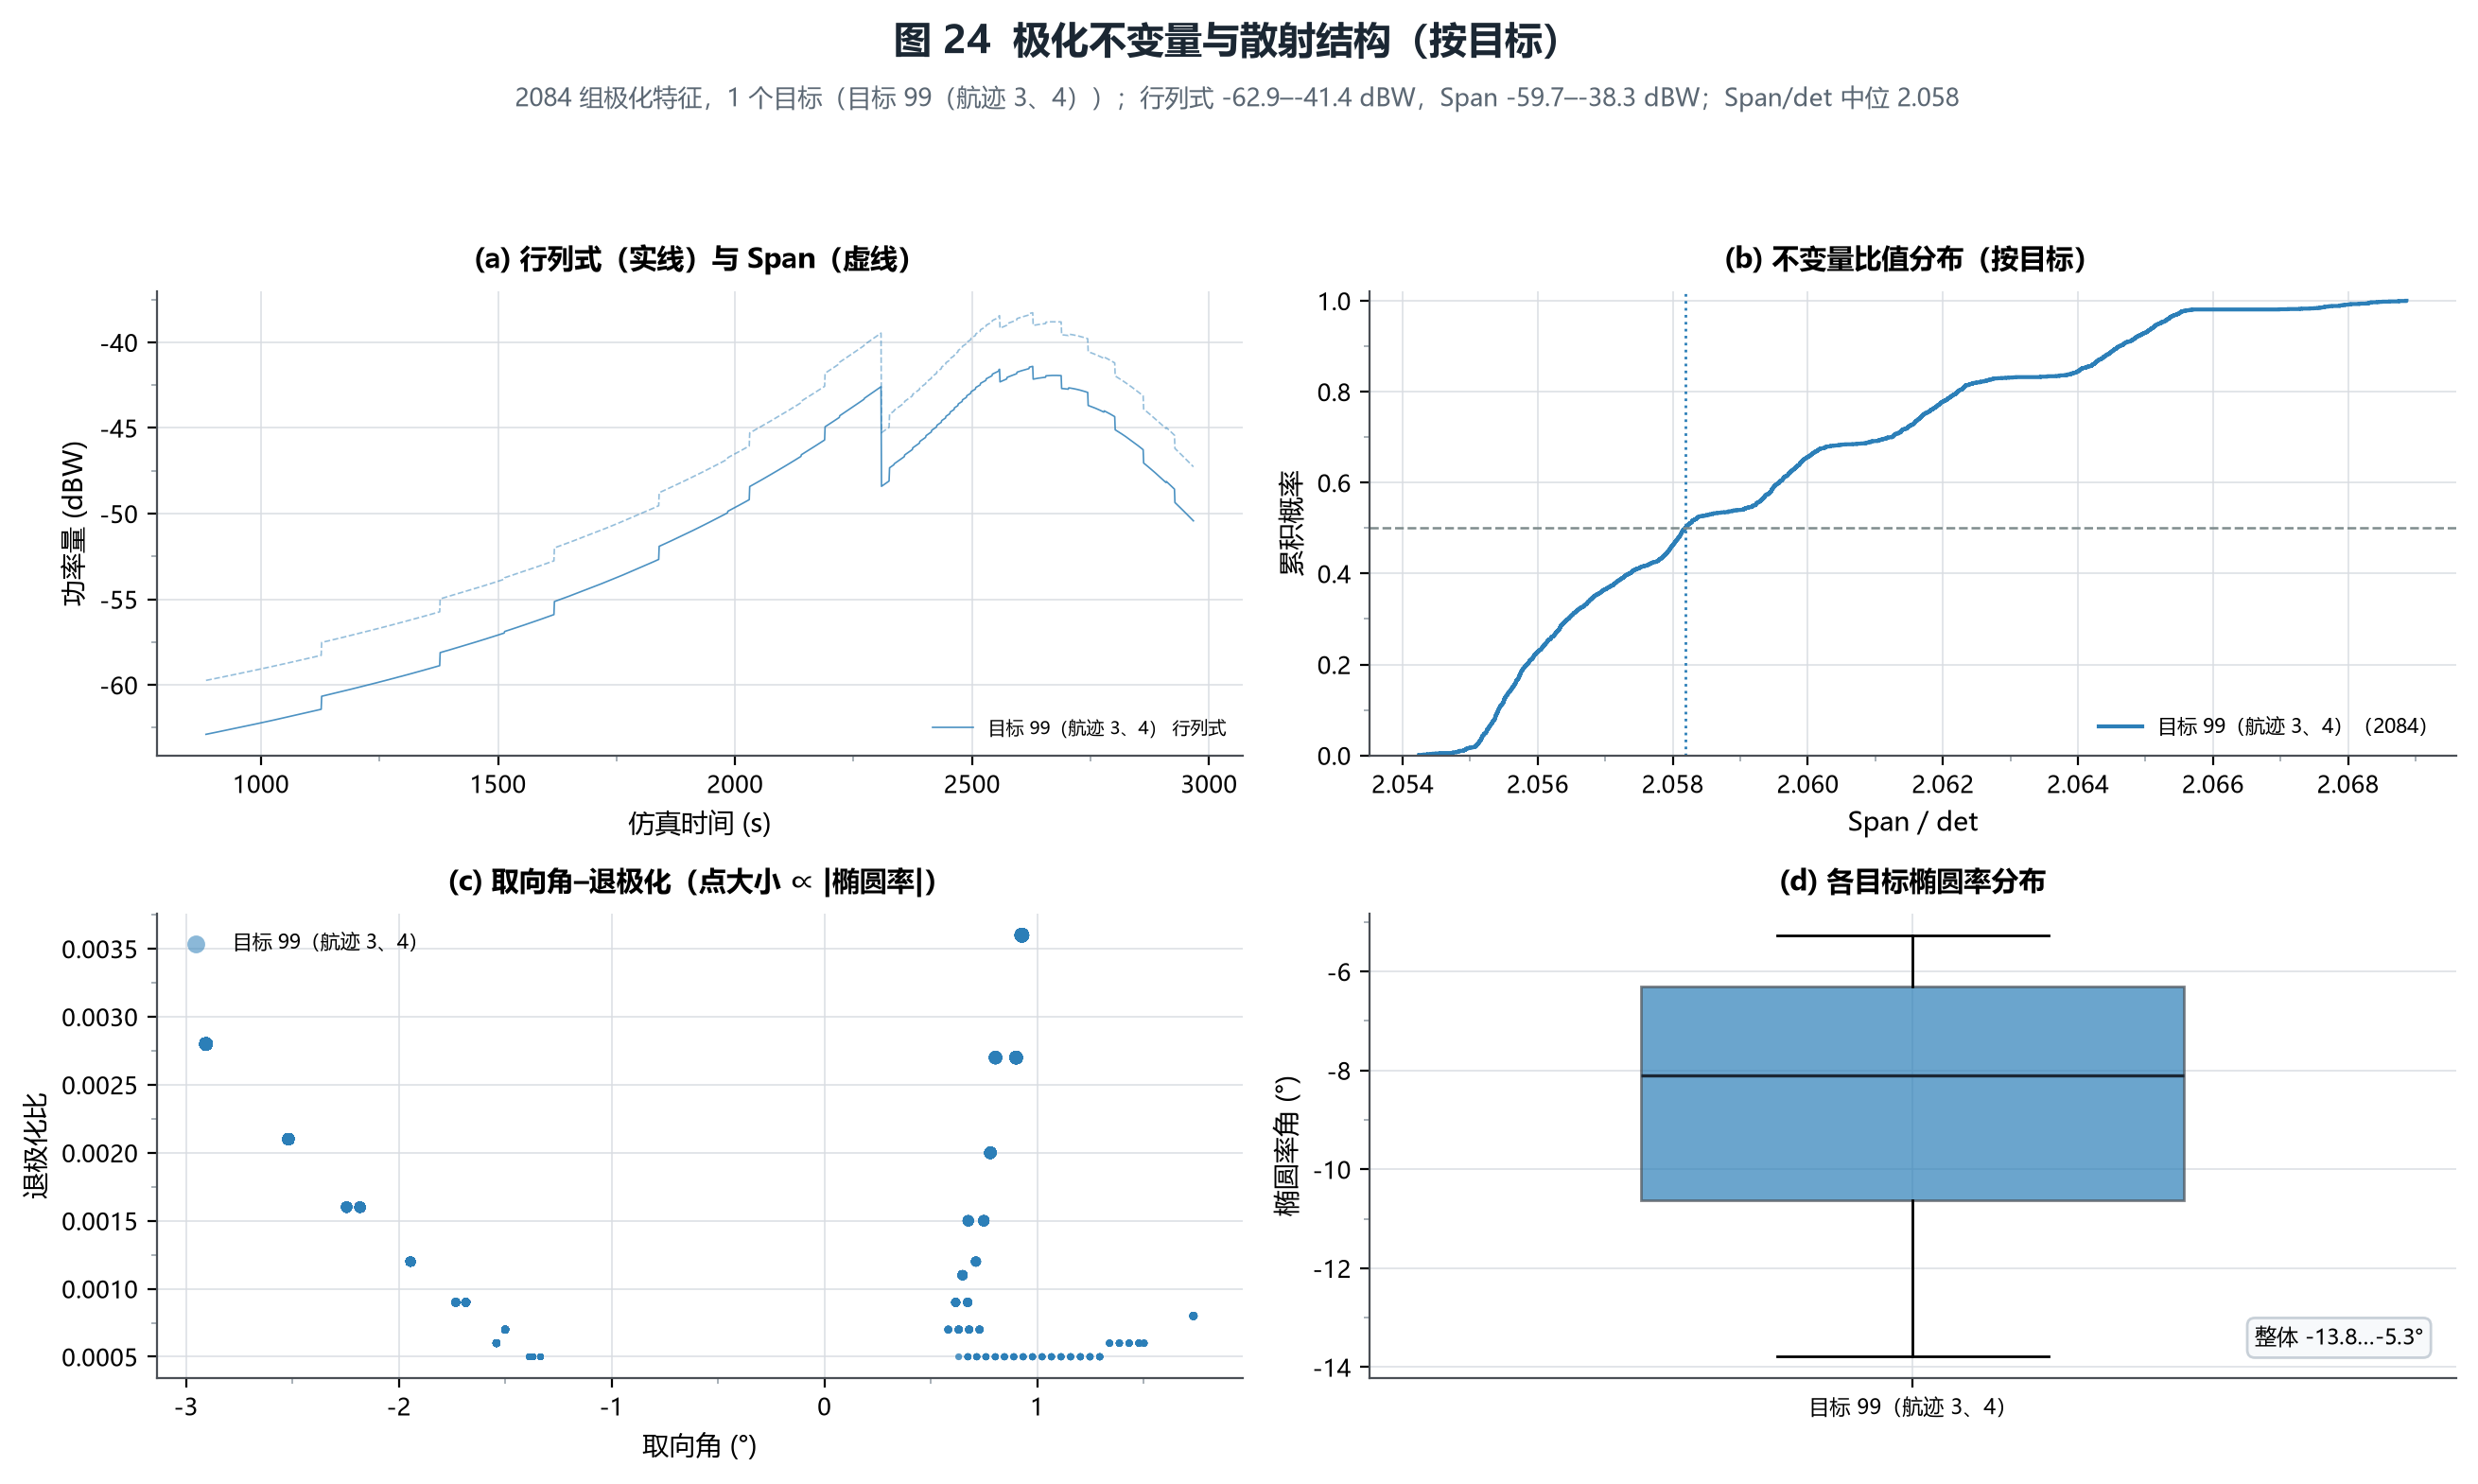 图 24  极化不变量与散射结构（按目标）
2084 组极化特征，1 个目标（目标 99（航迹 3、4））；行列式 -62.9–-41.4 dBW，Span -59.7–-38.3 dBW；Span/det 中位 2.058
(a) 行列式（实线）与 Span（虚线）
功率量 (dBW)
-40
-45
-50
-55
-60
目标 99（航迹 3、4） 行列式
1000 1500 2000 2500 3000
仿真时间 (s)
(b) 不变量比值分布（按目标）
累积概率
1.0
0.8
0.6
0.4
0.2
0.0
目标 99（航迹 3、4）（2084）
2.054 2.056 2.058 2.060 2.062 2.064 2.066 2.068
Span / det
(c) 取向角–退极化（点大小 ∝ |椭圆率|）
目标 99（航迹 3、4）
退极化比
0.0035
0.0030
0.0025
0.0020
0.0015
0.0010
0.0005
-3 -2 -1 0 1
取向角 (°)
(d) 各目标椭圆率分布
椭圆率角 (°)
-6
-8
-10
-12
-14
整体 -13.8…-5.3°
目标 99（航迹 3、4）